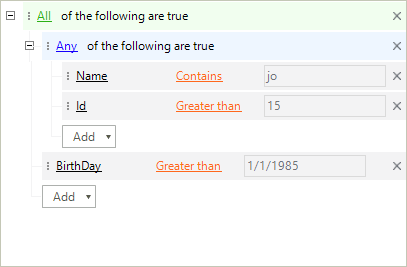 All of the following are true
Any of the following are true
Name Contains jo
Id Greater than 15
Add
BirthDay Greater than 1/1/1985
Add